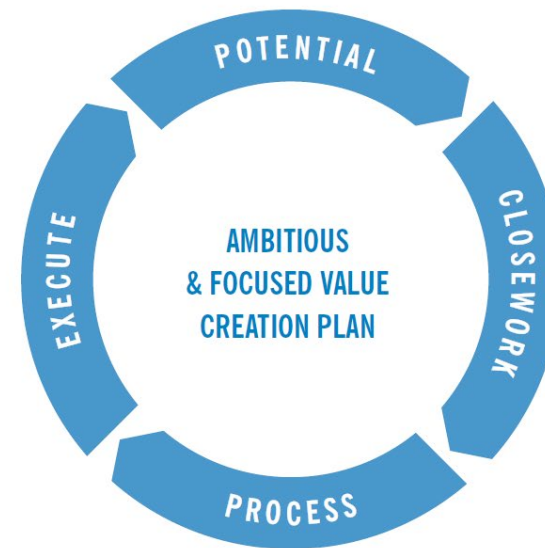 POTENTIAL
CLOSEWORK
PROCESS
EXECUTE
AMBITIOUS
& FOCUSED VALUE
CREATION PLAN